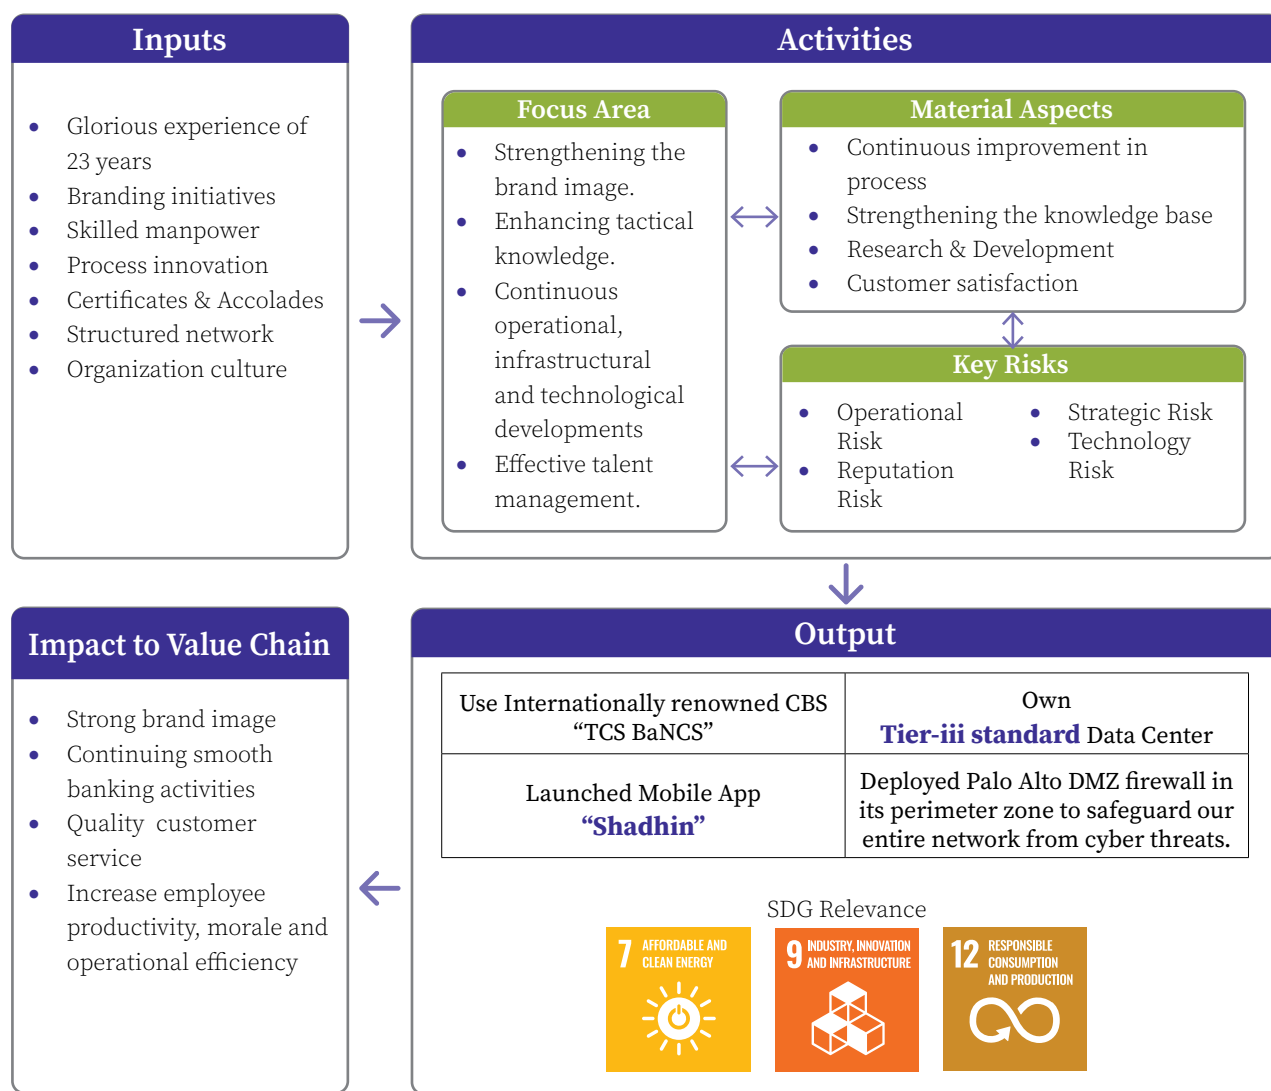 Inputs
Glorious experience of
23 years
Branding initiatives
Skilled manpower
Process innovation
Certificates & Accolades
Structured network
Organization culture
Activities
Focus Area
Strengthening the
brand image.
Enhancing tactical
knowledge.
Continuous
operational,
infrastructural
and technological
developments
Effective talent
management.
Material Aspects
Continuous improvement in
process
Strengthening the knowledge base
Research & Development
Customer satisfaction
Key Risks
Operational
Risk
Reputation
Risk
Strategic Risk
Technology
Risk
Impact to Value Chain
Strong brand image
Continuing smooth
banking activities
Quality customer
service
Increase employee
productivity, morale and
operational efficiency
Output
Use Internationally renowned CBS
“TCS BaNCS”
Own
Tier-iii standard Data Center
Launched Mobile App
“Shadhin”
Deployed Palo Alto DMZ firewall in
its perimeter zone to safeguard our
entire network from cyber threats.
SDG Relevance
7 AFFORDABLE AND
CLEAN ENERGY
9 INDUSTRY, INNOVATION
AND INFRASTRUCTURE
12 RESPONSIBLE
CONSUMPTION
AND PRODUCTION